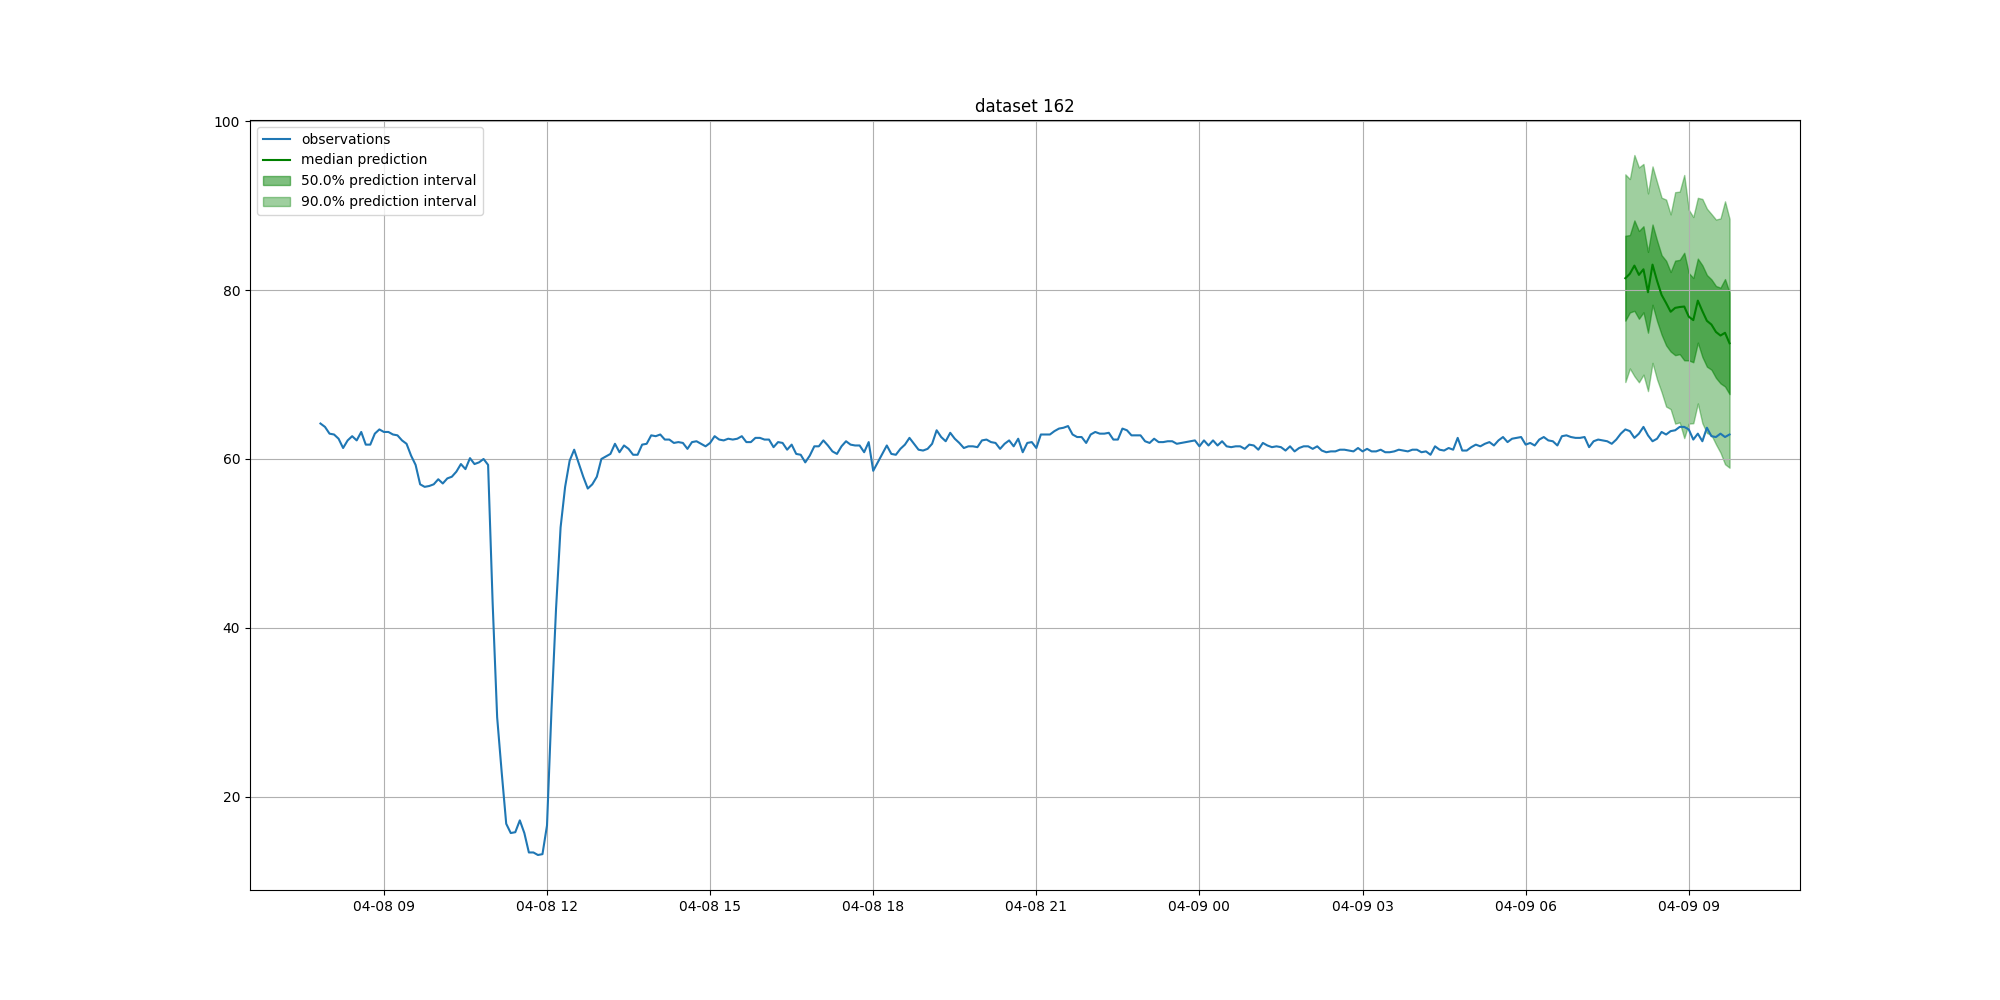 dataset 162
100
80
60
40
20
observations
median prediction
50.0% prediction interval
90.0% prediction interval
04-08 09
04-08 12
04-08 15
04-08 18
04-08 21
04-09 00
04-09 03
04-09 06
04-09 09